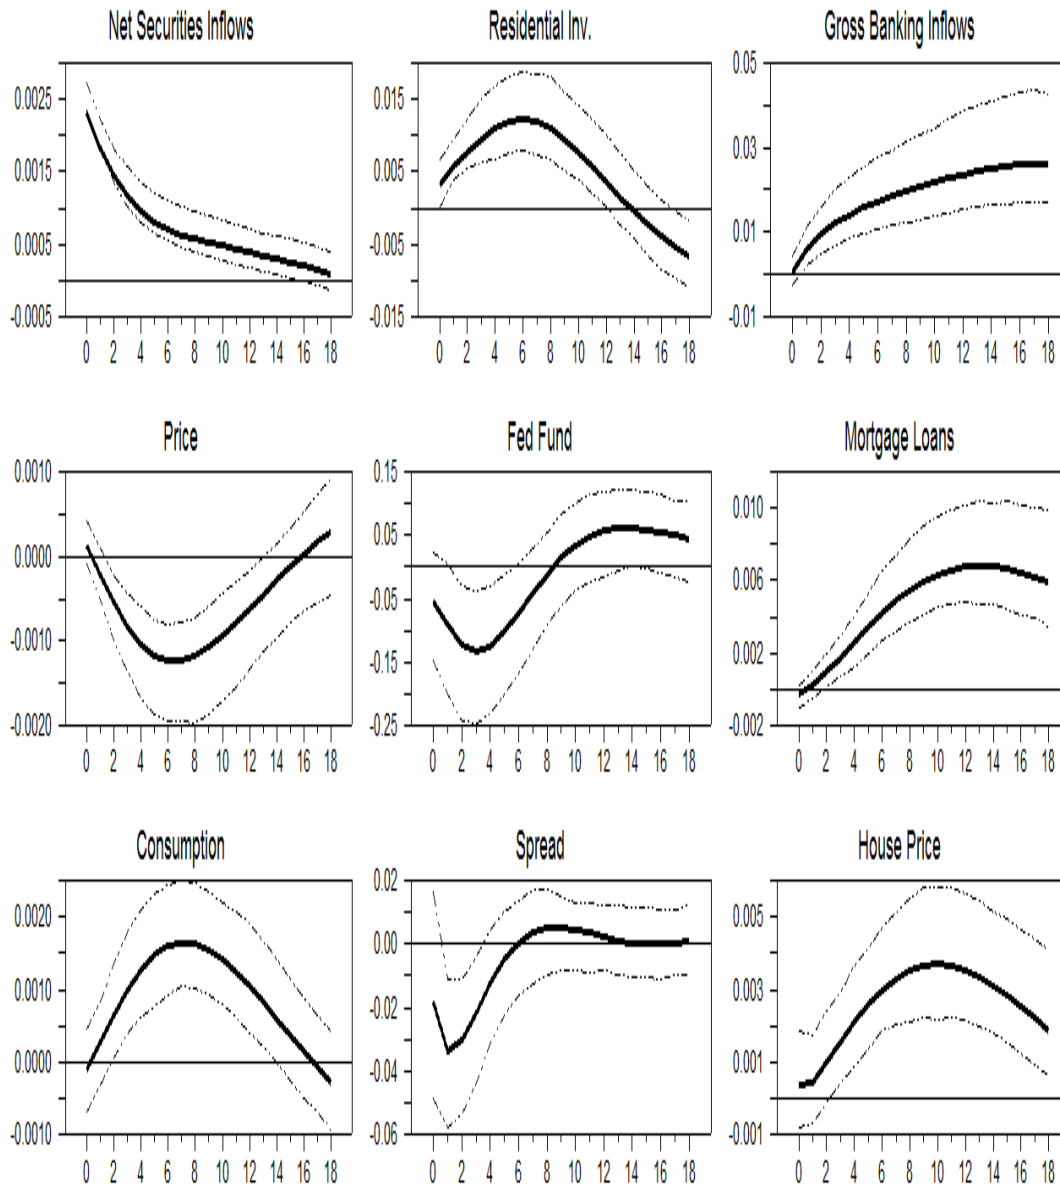 Net Securities Inflows
0.0025
0.0015
0.0005
-0.0005
0 2 4 6 8 10 12 14 16 18
Residential Inv.
0.015
0.005
-0.005
-0.015
0 2 4 6 8 10 12 14 16 18
Gross Banking Inflows
0.05
0.03
0.01
-0.01
0 2 4 6 8 10 12 14 16 18
Price
0.0010
0.0000
-0.0010
-0.0020
0 2 4 6 8 10 12 14 16 18
Fed Fund
0.15
0.05
-0.05
-0.15
-0.25
0 2 4 6 8 10 12 14 16 18
Mortgage Loans
0.010
0.006
0.002
-0.002
0 2 4 6 8 10 12 14 16 18
Consumption
0.0020
0.0010
0.0000
-0.0010
0 2 4 6 8 10 12 14 16 18
Spread
0.02
0.00
-0.02
-0.04
-0.06
0 2 4 6 8 10 12 14 16 18
House Price
0.005
0.003
0.001
-0.001
0 2 4 6 8 10 12 14 16 18